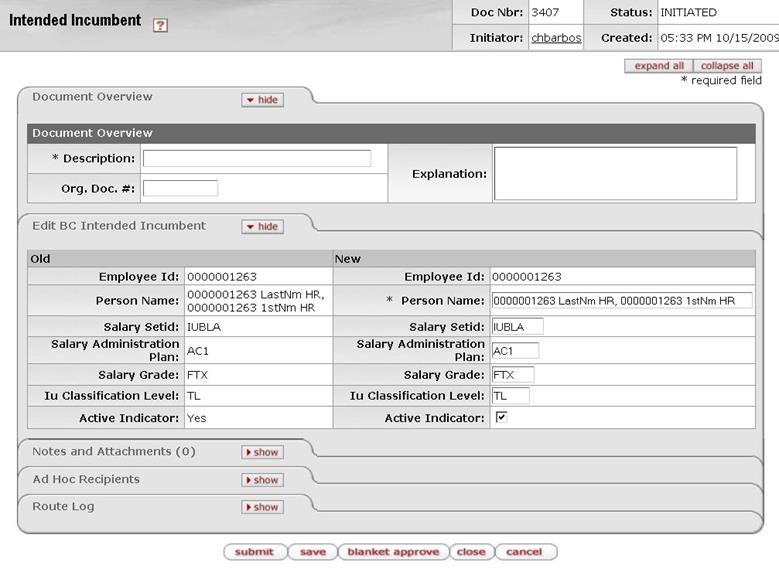 Intended Incumbent ?
Doc Nbr: 3407 Status: INITIATED
Initiator: chbarbos Created: 05:33 PM 10/15/2009
expand all collapse all
* required field
Document Overview hide
Document Overview
* Description: Explanation:
Org. Doc. #:
Edit BC Intended Incumbent hide
Old New
Employee Id: 0000001263 Employee Id: 0000001263
Person Name: 0000001263 LastNm HR, 0000001263 1stNm HR * Person Name: 0000001263 LastNm HR, 0000001263 1stNm HR
Salary Setid: IUBLA Salary Setid: IUBLA
Salary Administration Plan: AC1 Salary Administration Plan: AC1
Salary Grade: FTX Salary Grade: FTX
Iu Classification Level: TL Iu Classification Level: TL
Active Indicator: Yes Active Indicator:
Notes and Attachments (0) show
Ad Hoc Recipients show
Route Log show
submit save blanket approve close cancel